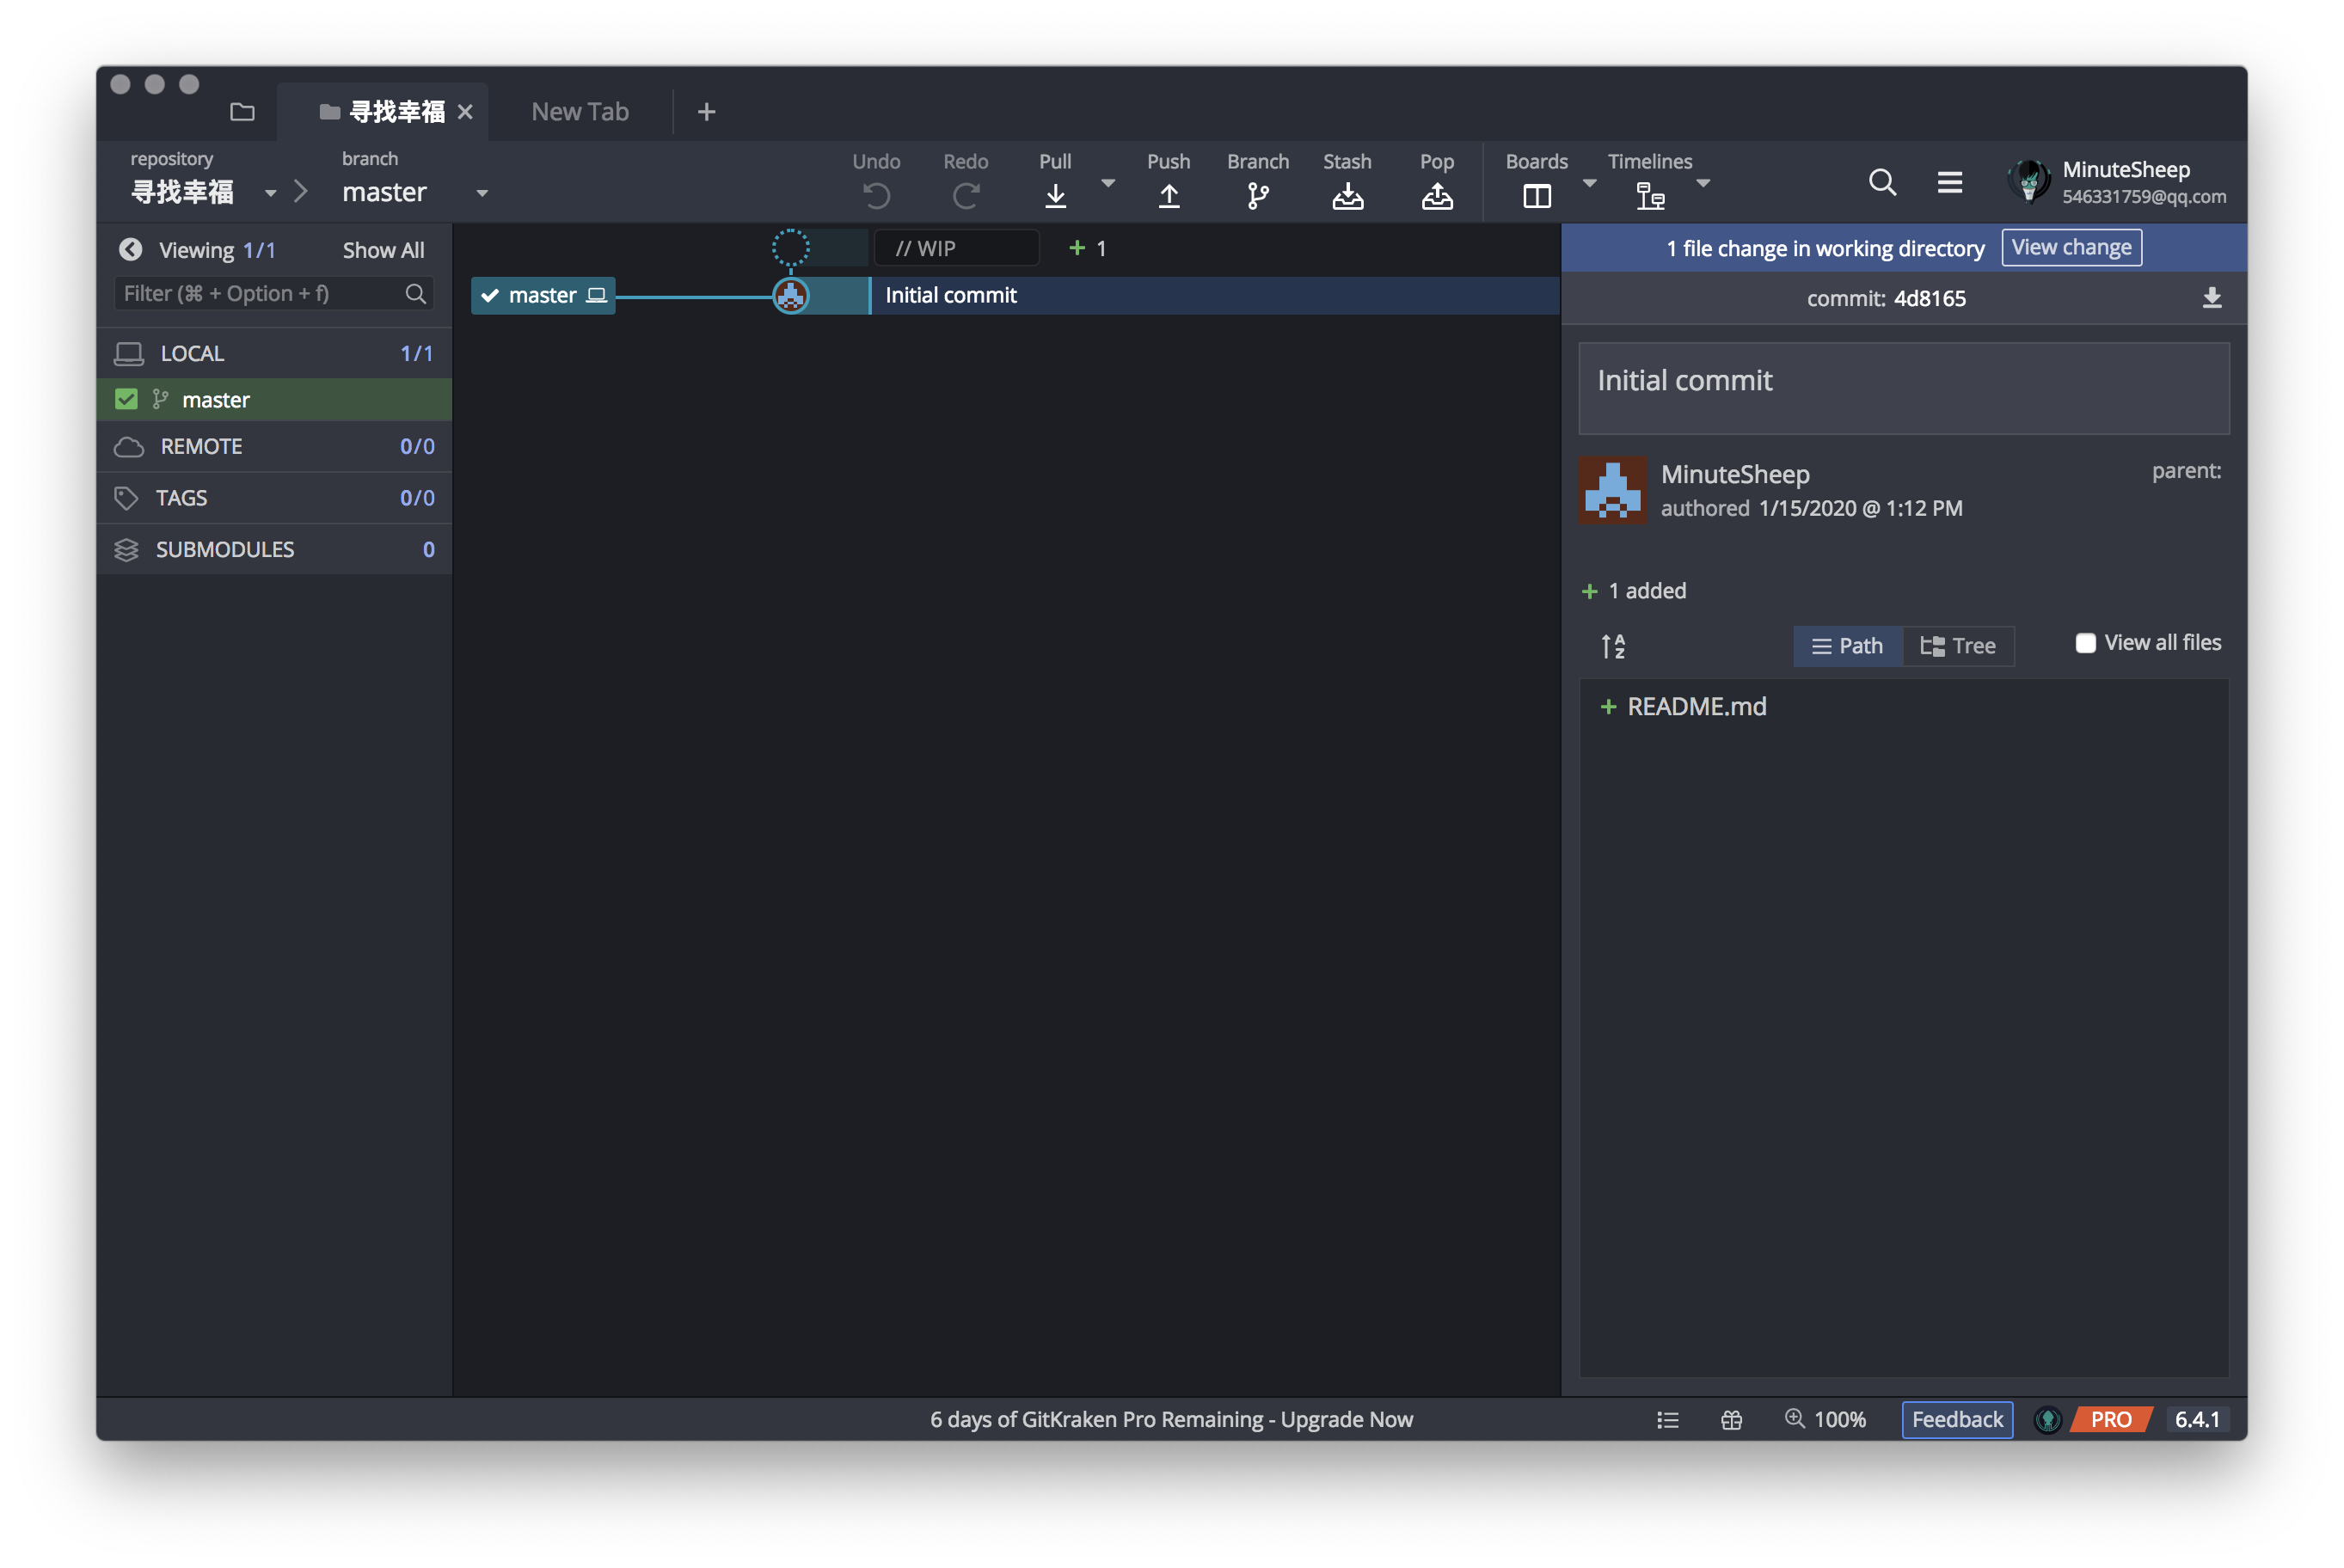 寻找幸福
New Tab
repository
寻找幸福
branch
master
Undo
Redo
Pull
Push
Branch
Stash
Pop
Boards
Timelines
MinuteSheep
546331759@qq.com
Viewing 1/1
Show All
Filter (⌘ + Option + f)
LOCAL 1/1
master
REMOTE 0/0
TAGS 0/0
SUBMODULES 0
// WIP
+ 1
master
Initial commit
1 file change in working directory
View change
commit: 4d8165
Initial commit
MinuteSheep
authored 1/15/2020 @ 1:12 PM
parent:
+ 1 added
A
Z
Path
Tree
View all files
+ README.md
6 days of GitKraken Pro Remaining - Upgrade Now
100%
Feedback
PRO
6.4.1